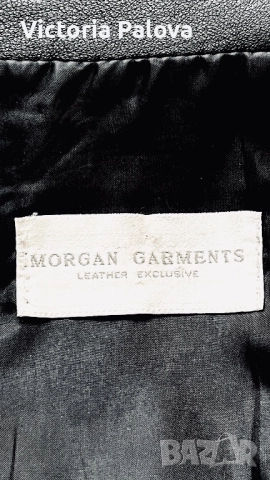 Victoria Palova
MORGAN GARMENTS
LEATHER EXCLUSIVE
BAZAR